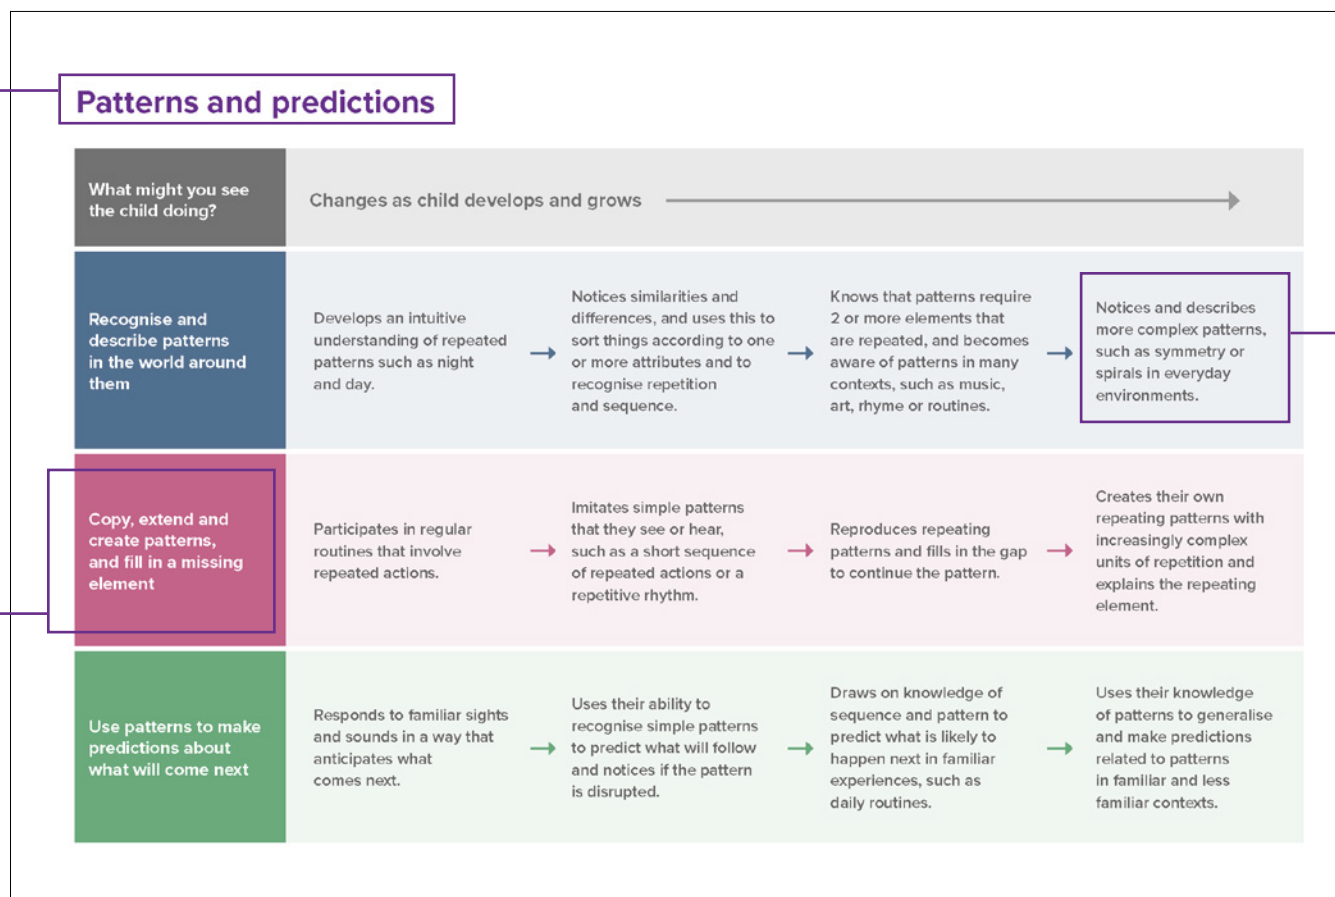 Patterns and predictions
What might you see
the child doing?
Changes as child develops and grows
Recognise and
describe patterns
in the world around
them
Develops an intuitive
understanding of repeated
patterns such as night
and day.
Notices similarities and
differences, and uses this to
sort things according to one
or more attributes and to
recognise repetition
and sequence.
Knows that patterns require
2 or more elements that
are repeated, and becomes
aware of patterns in many
contexts, such as music,
art, rhyme or routines.
Notices and describes
more complex patterns,
such as symmetry or
spirals in everyday
environments.
Copy, extend and
create patterns,
and fill in a missing
element
Participates in regular
routines that involve
repeated actions.
Imitates simple patterns
that they see or hear,
such as a short sequence
of repeated actions or a
repetitive rhythm.
Reproduces repeating
patterns and fills in the gap
to continue the pattern.
Creates their own
repeating patterns with
increasingly complex
units of repetition and
explains the repeating
element.
Use patterns to make
predictions about
what will come next
Responds to familiar sights
and sounds in a way that
anticipates what
comes next.
Uses their ability to
recognise simple patterns
to predict what will follow
and notices if the pattern
is disrupted.
Draws on knowledge of
sequence and pattern to
predict what is likely to
happen next in familiar
experiences, such as
daily routines.
Uses their knowledge
of patterns to generalise
and make predictions
related to patterns
in familiar and less
familiar contexts.